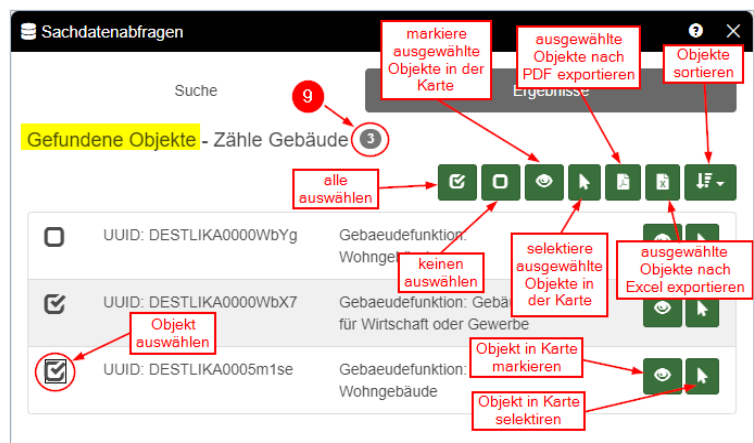 Sachdatenabfragen
markiere
ausgewählte
Objekte in der
Karte
ausgewählte
Objekte nach
PDF exportieren
Objekte
sortieren
Suche
9
Ergebnisse
Gefundene Objekte - Zähle Gebäude 3
alle
auswählen
keinen
auswählen
selektiere
ausgewählte
Objekte in
der Karte
ausgewählte
Objekte nach
Excel exportieren
UUID: DESTLIKA0000WbYg
Gebaeudefunktion:
UUID: DESTLIKA0000WbX7
für Wirtschaft oder Gewerbe
Gebaeudefunktion:
Objekt
auswählen
UUID: DESTLIKA0005m1se
Gebaeudefunktion:
Wohngebäude
Objekt in Karte
markieren
Objekt in Karte
selektiren